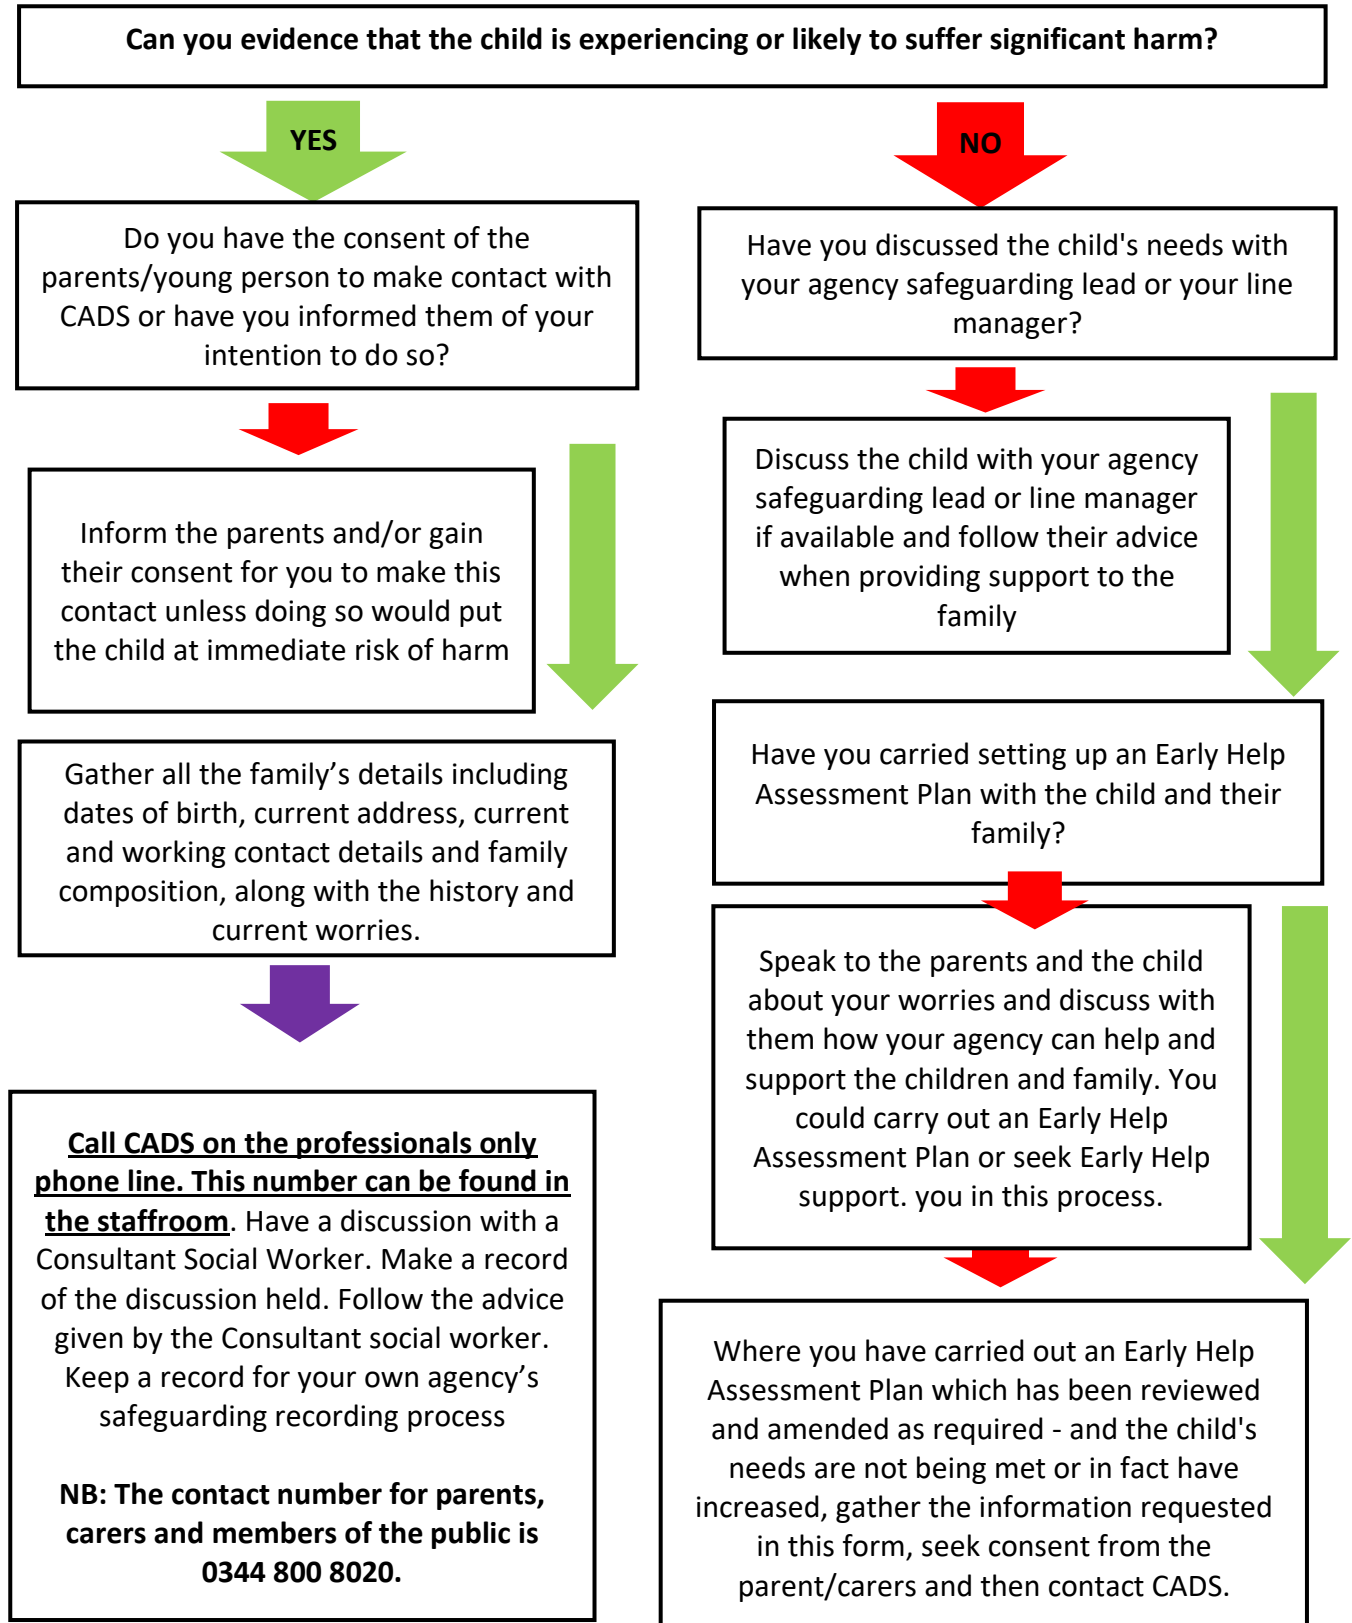 Can you evidence that the child is experiencing or likely to suffer significant harm?
YES
NO
Do you have the consent of the
parents/young person to make contact with
CADS or have you informed them of your
intention to do so?
Inform the parents and/or gain
their consent for you to make this
contact unless doing so would put
the child at immediate risk of harm
Gather all the family’s details including
dates of birth, current address, current
and working contact details and family
composition, along with the history and
current worries.
Call CADS on the professionals only
phone line. This number can be found in
the staffroom. Have a discussion with a
Consultant Social Worker. Make a record
of the discussion held. Follow the advice
given by the Consultant social worker.
Keep a record for your own agency’s
safeguarding recording process
NB: The contact number for parents,
carers and members of the public is
0344 800 8020.
Have you discussed the child's needs with
your agency safeguarding lead or your line
manager?
Discuss the child with your agency
safeguarding lead or line manager
if available and follow their advice
when providing support to the
family
Have you carried setting up an Early Help
Assessment Plan with the child and their
family?
Speak to the parents and the child
about your worries and discuss with
them how your agency can help and
support the children and family. You
could carry out an Early Help
Assessment Plan or seek Early Help
support. you in this process.
Where you have carried out an Early Help
Assessment Plan which has been reviewed
and amended as required - and the child's
needs are not being met or in fact have
increased, gather the information requested
in this form, seek consent from the
parent/carers and then contact CADS.